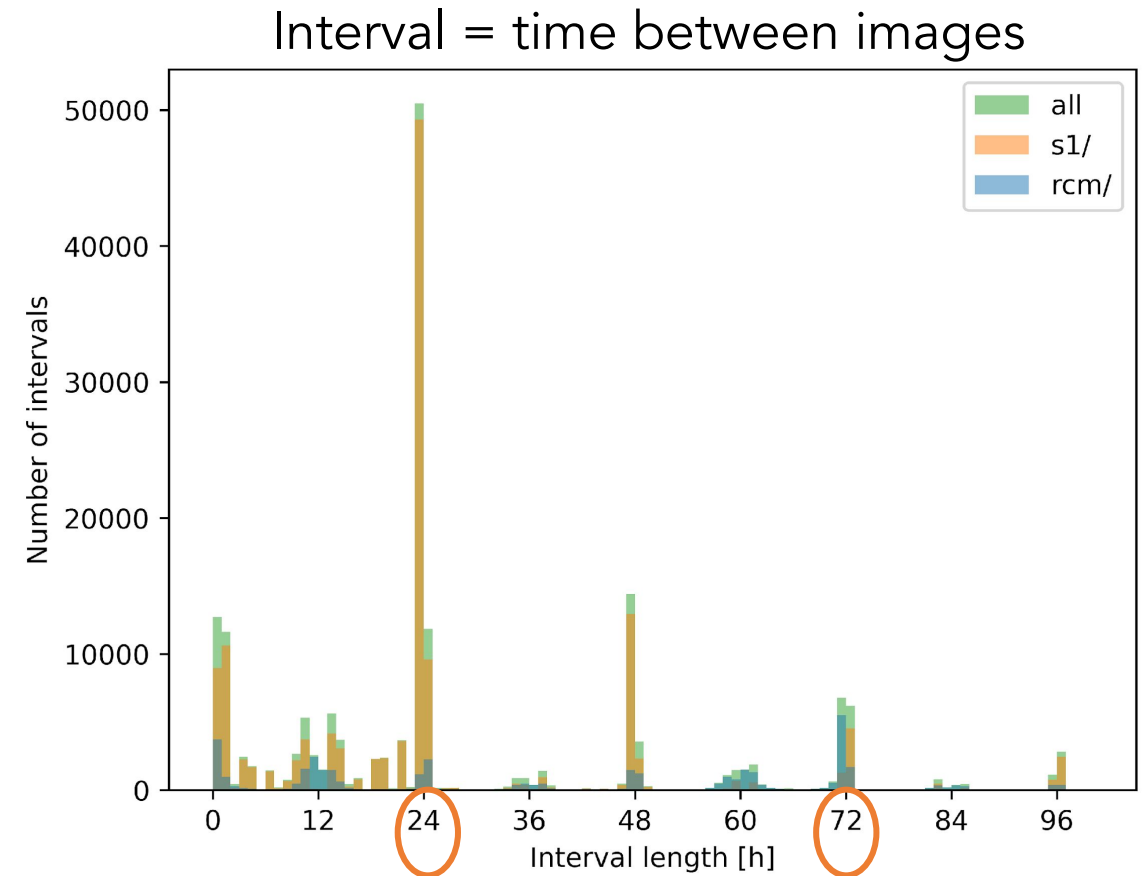 Interval = time between images
50000
40000
30000
20000
10000
0
Number of intervals
all
s1/
rcm/
0 12 24 36 48 60 72 84 96
Interval length [h]